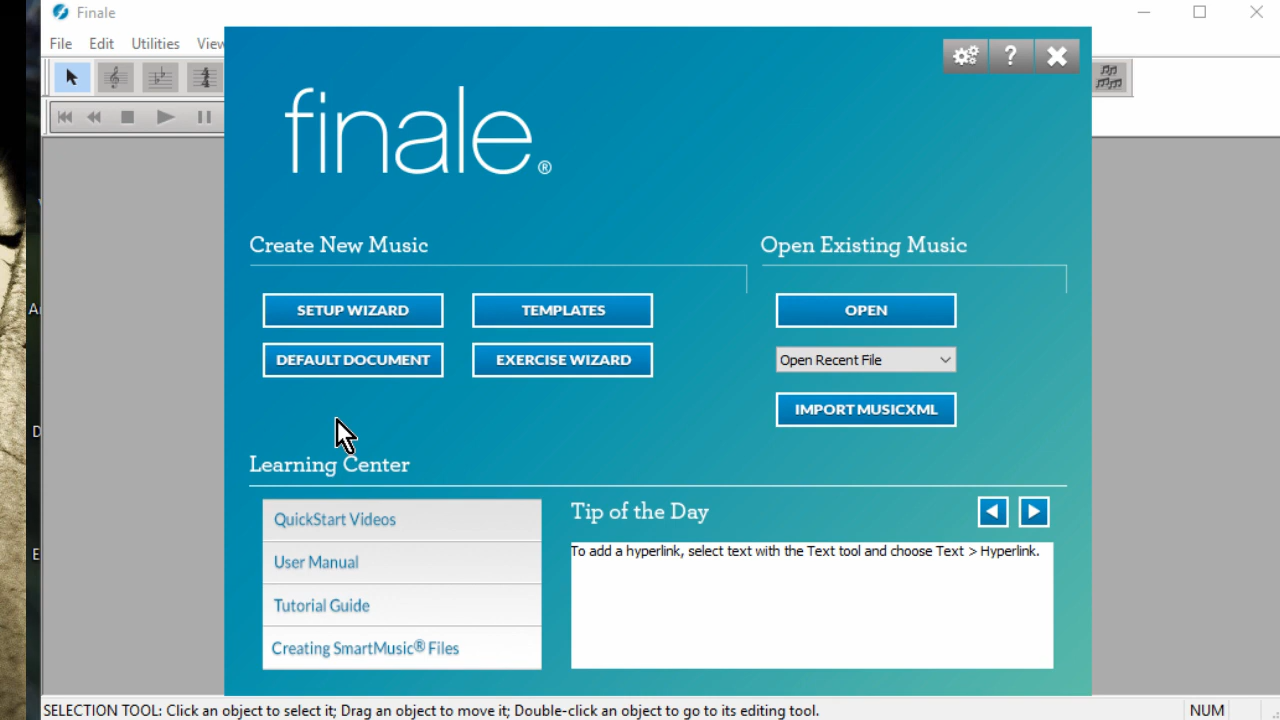 Finale
File Edit Utilities View
finale®
Create New Music
Open Existing Music
SETUP WIZARD
TEMPLATES
OPEN
DEFAULT DOCUMENT
EXERCISE WIZARD
Open Recent File
IMPORT MUSICXML
Learning Center
QuickStart Videos
User Manual
Tutorial Guide
Creating SmartMusic® Files
Tip of the Day
To add a hyperlink, select text with the Text tool and choose Text > Hyperlink.
SELECTION TOOL: Click an object to select it; Drag an object to move it; Double-click an object to go to its editing tool.
NUM